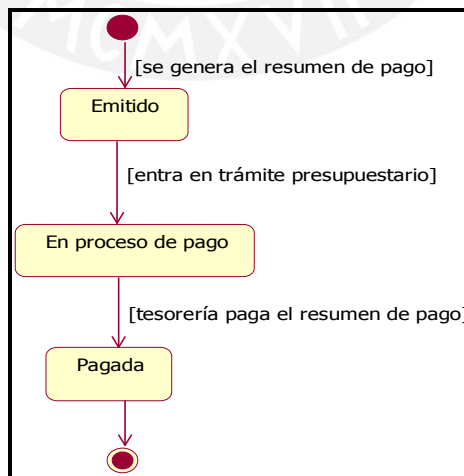 MCMXVII
[se genera el resumen de pago]
Emitido
[entra en trámite presupuestario]
En proceso de pago
[tesorería paga el resumen de pago]
Pagada